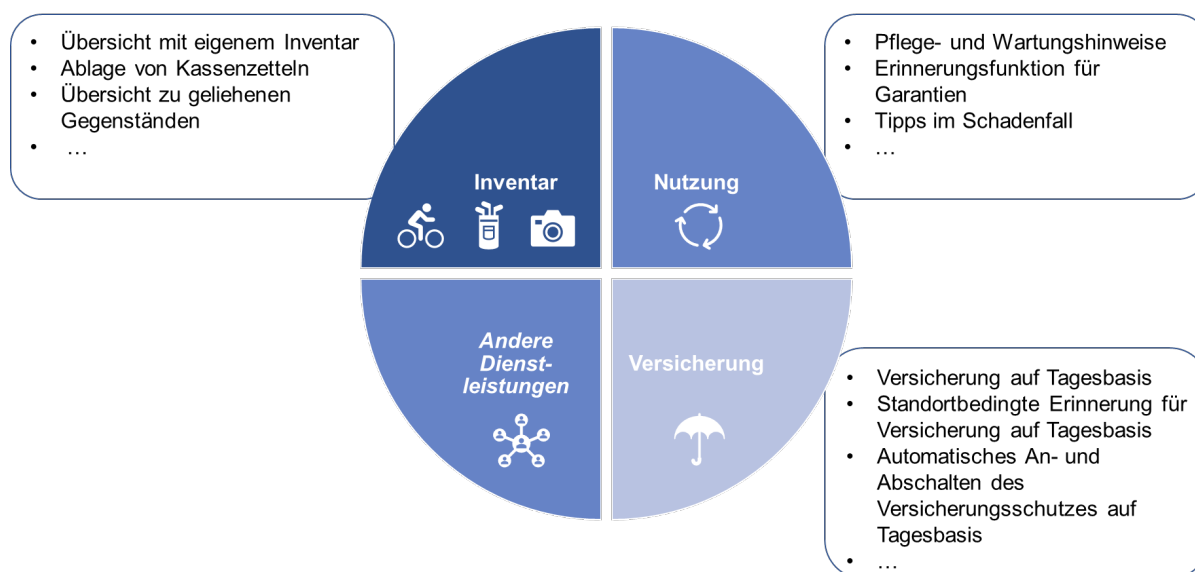 • Übersicht mit eigenem Inventar
• Ablage von Kassenzetteln
• Übersicht zu geliehenen
Gegenständen
• …
• Pflege- und Wartungshinweise
• Erinnerungsfunktion für
Garantien
• Tipps im Schadenfall
• …
Inventar
Nutzung
Andere
Dienst-
leistungen
Versicherung
• Versicherung auf Tagesbasis
• Standortbedingte Erinnerung für
Versicherung auf Tagesbasis
• Automatisches An- und
Abschalten des
Versicherungsschutzes auf
Tagesbasis
• …